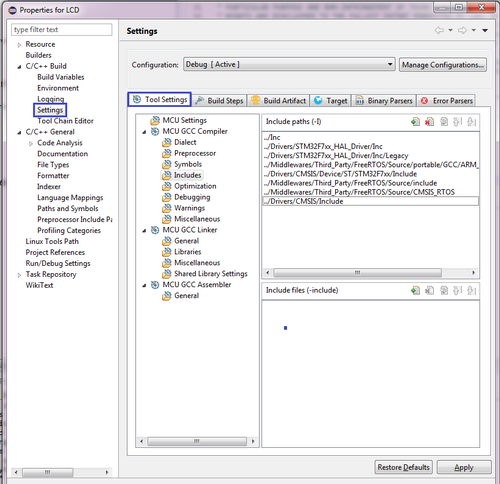 Properties for LCD
type filter text
Resource
Builders
C/C++ Build
Build Variables
Environment
Logging
Settings
Tool Chain Editor
C/C++ General
Code Analysis
Documentation
File Types
Formatter
Indexer
Language Mappings
Paths and Symbols
Preprocessor Include Pa
Profiling Categories
Linux Tools Path
Project References
Run/Debug Settings
Task Repository
WikiText
Settings
Configuration:
Debug [ Active ]
Manage Configurations...
Tool Settings
Build Steps
Build Artifact
Target
Binary Parsers
Error Parsers
MCU Settings
MCU GCC Compiler
Dialect
Preprocessor
Symbols
Includes
Optimization
Debugging
Warnings
Miscellaneous
MCU GCC Linker
General
Libraries
Miscellaneous
Shared Library Settings
MCU GCC Assembler
General
Include paths (-I)
../Inc
../Drivers/STM32F7xx_HAL_Driver/Inc
../Drivers/STM32F7xx_HAL_Driver/Inc/Legacy
../Middlewares/Third_Party/FreeRTOS/Source/portable/GCC/ARM_
../Drivers/CMSIS/Device/ST/STM32F7xx/Include
../Middlewares/Third_Party/FreeRTOS/Source/include
../Middlewares/Third_Party/FreeRTOS/Source/CMSIS_RTOS
../Drivers/CMSIS/Include
Include files (-include)
Restore Defaults
Apply